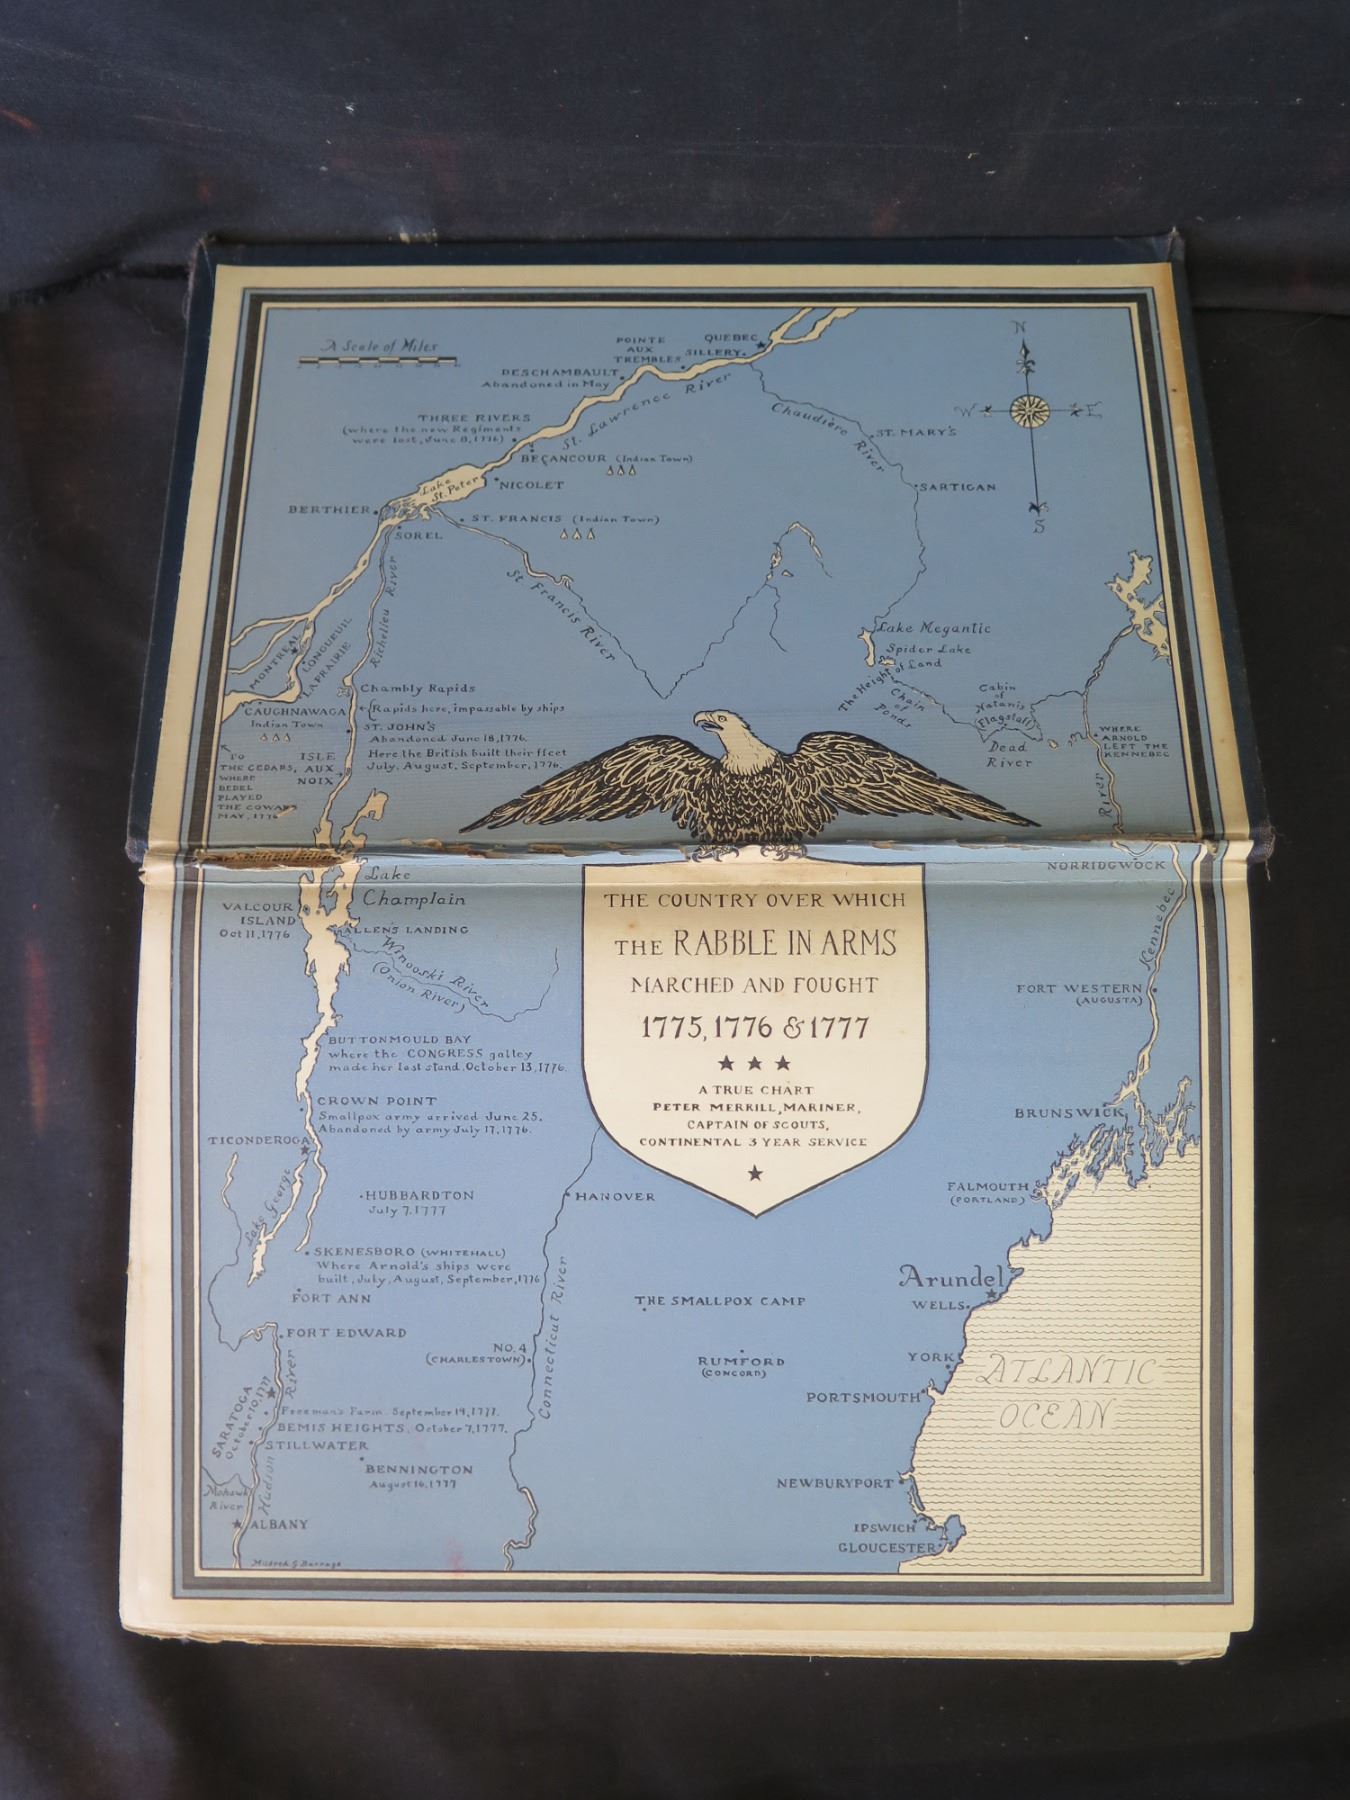 A Scale of Miles
N
W
E
S
QUEBEC
SILLERY
POINTE
AUX
TREMBLES
DESCHAMBAULT
Abandoned in May
St. Lawrence River
Chaudière River
THREE RIVERS
(where the new Regiments
were lost, June 8, 1776)
BEÇANCOUR (Indian Town)
ST. MARY'S
Lake
St. Peter
NICOLET
SARTIGAN
BERTHIER
ST. FRANCIS (Indian Town)
SOREL
St Francis River
Richelieu River
MONTREAL
LONGUEUIL
LAPRAIRIE
Lake Megantic
Spider Lake
The Height of Land
Chain
of
Ponds
Cabin
of
Natanis
(Flagstaff)
Dead
River
Chambly Rapids
Rapids here, impassable by ships
CAUGHNAWAGA
Indian Town
ST. JOHN'S
Abandoned June 18, 1776.
Here the British built their fleet
July, August, September, 1776.
TO
THE CEDARS,
WHERE
BEDEL
PLAYED
THE COWARD
MAY, 1776
ISLE
AUX
NOIX
WHERE
ARNOLD
LEFT THE
KENNEBEC
NORRIDGWOCK
Kennebec River
Lake
Champlain
VALCOUR
ISLAND
Oct 11, 1776
ALLEN'S LANDING
Winooski River
(Onion River)
THE COUNTRY OVER WHICH
THE RABBLE IN ARMS
MARCHED AND FOUGHT
1775, 1776 & 1777
★ ★ ★
A TRUE CHART
PETER MERRILL, MARINER,
CAPTAIN OF SCOUTS,
CONTINENTAL 3 YEAR SERVICE
★
FORT WESTERN
(AUGUSTA)
BUTTONMOULD BAY
where the CONGRESS galley
made her last stand, October 13, 1776.
CROWN POINT
Smallpox army arrived June 25.
Abandoned by army July 17, 1776.
BRUNSWICK
TICONDEROGA
Lake George
HUBBARDTON
July 7, 1777
HANOVER
FALMOUTH
(PORTLAND)
SKENESBORO (WHITEHALL)
Where Arnold's ships were
built, July, August, September, 1776
FORT ANN
THE SMALLPOX CAMP
Arundel
WELLS
FORT EDWARD
NO. 4
(CHARLESTOWN)
Connecticut River
RUMFORD
(CONCORD)
YORK
PORTSMOUTH
ATLANTIC
OCEAN
SARATOGA
October 10, 1777
Freeman's Farm. September 19, 1777.
BEMIS HEIGHTS, October 7, 1777.
STILLWATER
BENNINGTON
August 16, 1777
Hudson River
Mohawk
River
ALBANY
NEWBURYPORT
IPSWICH
GLOUCESTER
Mildred G. Burrage